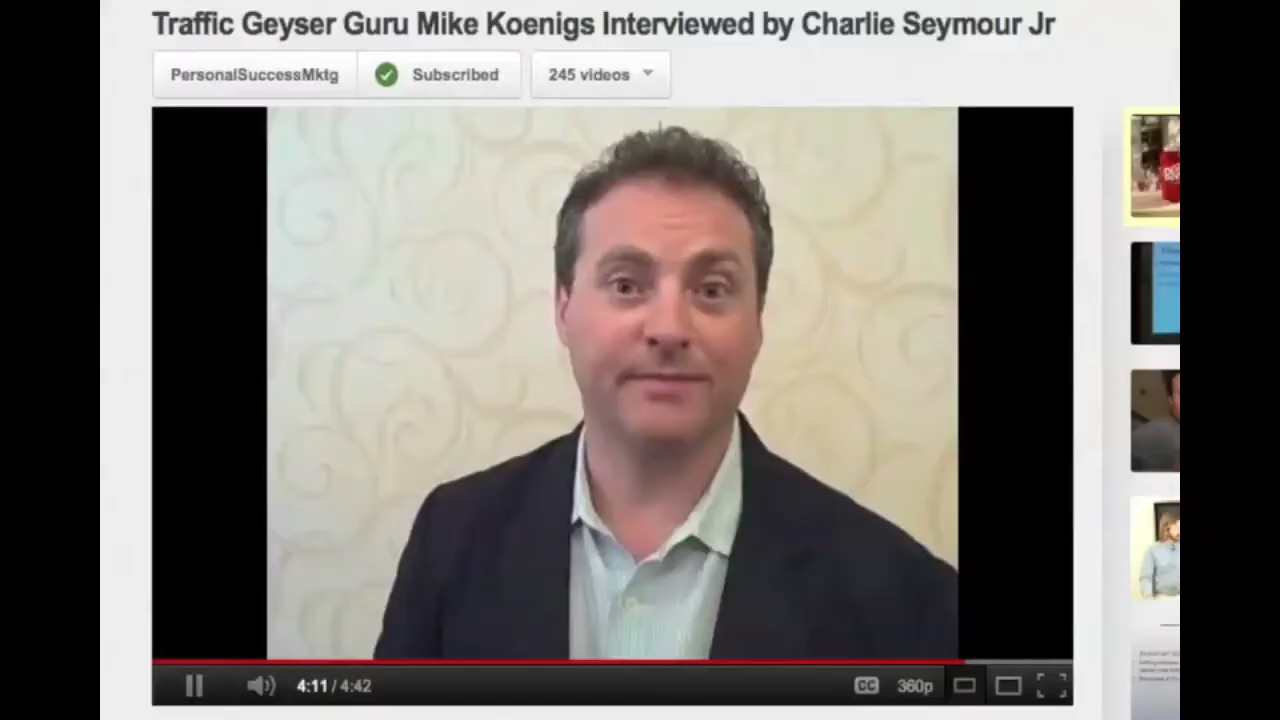 Traffic Geyser Guru Mike Koenigs Interviewed by Charlie Seymour Jr
PersonalSuccessMktg Subscribed 245 videos
4:11 / 4:42 CC 360p